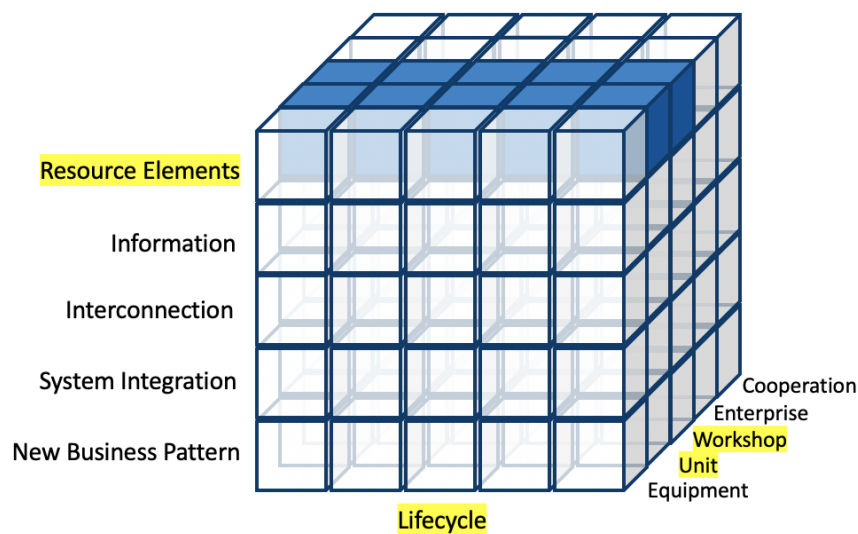 Resource Elements
Information
Interconnection
System Integration
New Business Pattern
Cooperation
Enterprise
Workshop
Unit
Equipment
Lifecycle